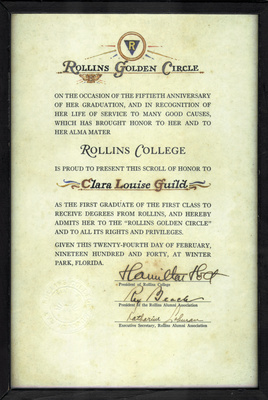 R
ROLLINS GOLDEN CIRCLE
ON THE OCCASION OF THE FIFTIETH ANNIVERSARY
OF HER GRADUATION, AND IN RECOGNITION OF
HER LIFE OF SERVICE TO MANY GOOD CAUSES,
WHICH HAS BROUGHT HONOR TO HER AND TO
HER ALMA MATER
ROLLINS COLLEGE
IS PROUD TO PRESENT THIS SCROLL OF HONOR TO
Clara Louise Guild
AS THE FIRST GRADUATE OF THE FIRST CLASS TO
RECEIVE DEGREES FROM ROLLINS, AND HEREBY
ADMITS HER TO THE "ROLLINS GOLDEN CIRCLE"
AND TO ALL ITS RIGHTS AND PRIVILEGES.
GIVEN THIS TWENTY-FOURTH DAY OF FEBRUARY,
NINETEEN HUNDRED AND FORTY, AT WINTER
PARK, FLORIDA.
Hamilton Holt
President of Rollins College
Rex Beach
President of the Rollins Alumni Association
Katharine
Executive Secretary, Rollins Alumni Association